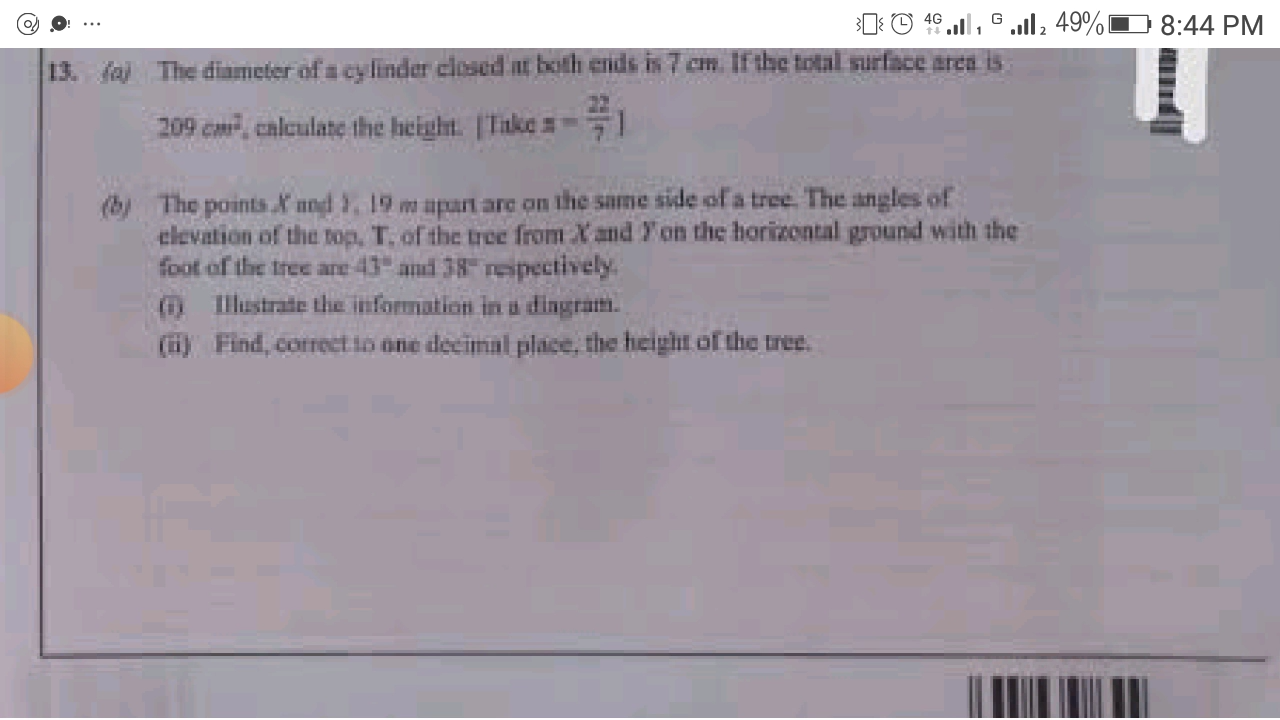 4G 1 G 2 49% 8:44 PM
13. (a) The diameter of a cylinder closed at both ends is 7 cm. If the total surface area is
209 cm², calculate the height. [Take π = 22/7]
(b) The points X and Y, 19 m apart are on the same side of a tree. The angles of
elevation of the top, T, of the tree from X and Y on the horizontal ground with the
foot of the tree are 43° and 38° respectively.
(i) Illustrate the information in a diagram.
(ii) Find, correct to one decimal place, the height of the tree.